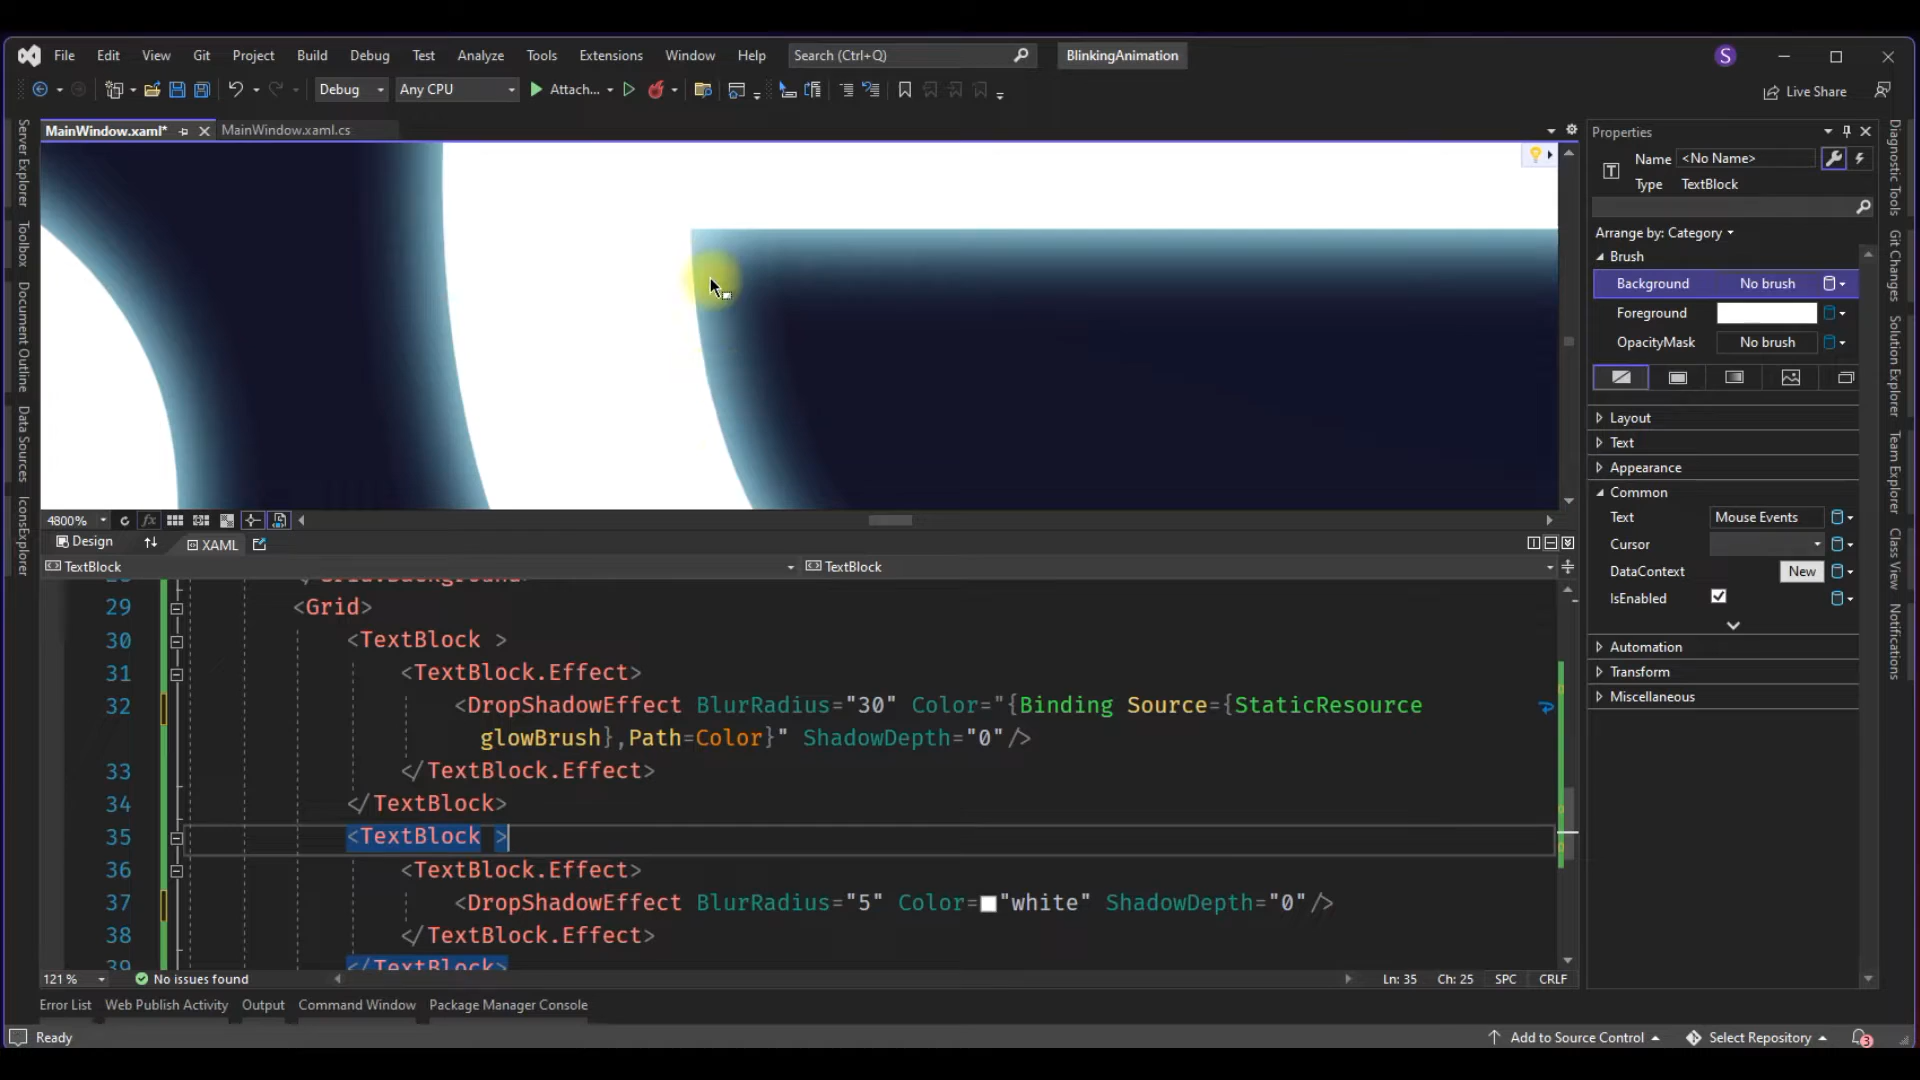 File Edit View Git Project Build Debug Test Analyze Tools Extensions Window Help Search (Ctrl+Q) BlinkingAnimation S
Debug Any CPU Attach... Live Share
MainWindow.xaml* MainWindow.xaml.cs
Server Explorer
Toolbox
Document Outline
Data Sources
IconsExplorer
4800% fx
Design XAML
TextBlock TextBlock
29 <Grid>
30 <TextBlock >
31 <TextBlock.Effect>
32 <DropShadowEffect BlurRadius="30" Color="{Binding Source={StaticResource
glowBrush},Path=Color}" ShadowDepth="0"/>
33 </TextBlock.Effect>
34 </TextBlock>
35 <TextBlock >
36 <TextBlock.Effect>
37 <DropShadowEffect BlurRadius="5" Color="white" ShadowDepth="0"/>
38 </TextBlock.Effect>
39 </TextBlock>
121 % No issues found Ln: 35 Ch: 25 SPC CRLF
Error List Web Publish Activity Output Command Window Package Manager Console
Ready Add to Source Control Select Repository 3
Properties
Name <No Name>
Type TextBlock
Arrange by: Category
Brush
Background No brush
Foreground
OpacityMask No brush
Layout
Text
Appearance
Common
Text Mouse Events
Cursor
DataContext New
IsEnabled
Automation
Transform
Miscellaneous
Diagnostic Tools
Git Changes
Solution Explorer
Team Explorer
Class View
Notifications